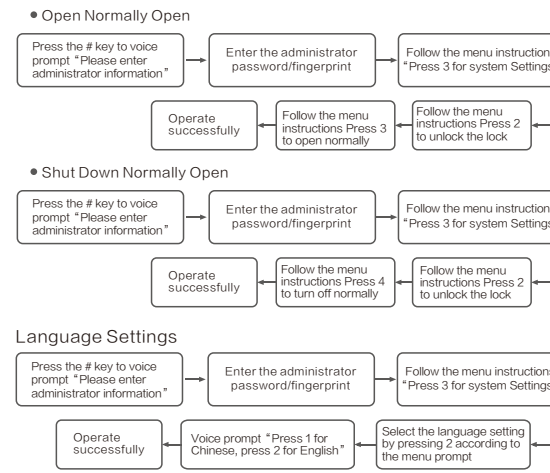 ● Open Normally Open
Press the # key to voice
prompt “Please enter
administrator information”
Enter the administrator
password/fingerprint
Follow the menu instruction
“Press 3 for system Settings
Follow the menu
instructions Press 2
to unlock the lock
Follow the menu
instructions Press 3
to open normally
Operate
successfully
● Shut Down Normally Open
Press the # key to voice
prompt “Please enter
administrator information”
Enter the administrator
password/fingerprint
Follow the menu instruction
“Press 3 for system Settings
Follow the menu
instructions Press 2
to unlock the lock
Follow the menu
instructions Press 4
to turn off normally
Operate
successfully
Language Settings
Press the # key to voice
prompt “Please enter
administrator information”
Enter the administrator
password/fingerprint
Follow the menu instructions
“Press 3 for system Settings
Select the language setting
by pressing 2 according to
the menu prompt
Voice prompt “Press 1 for
Chinese, press 2 for English”
Operate
successfully